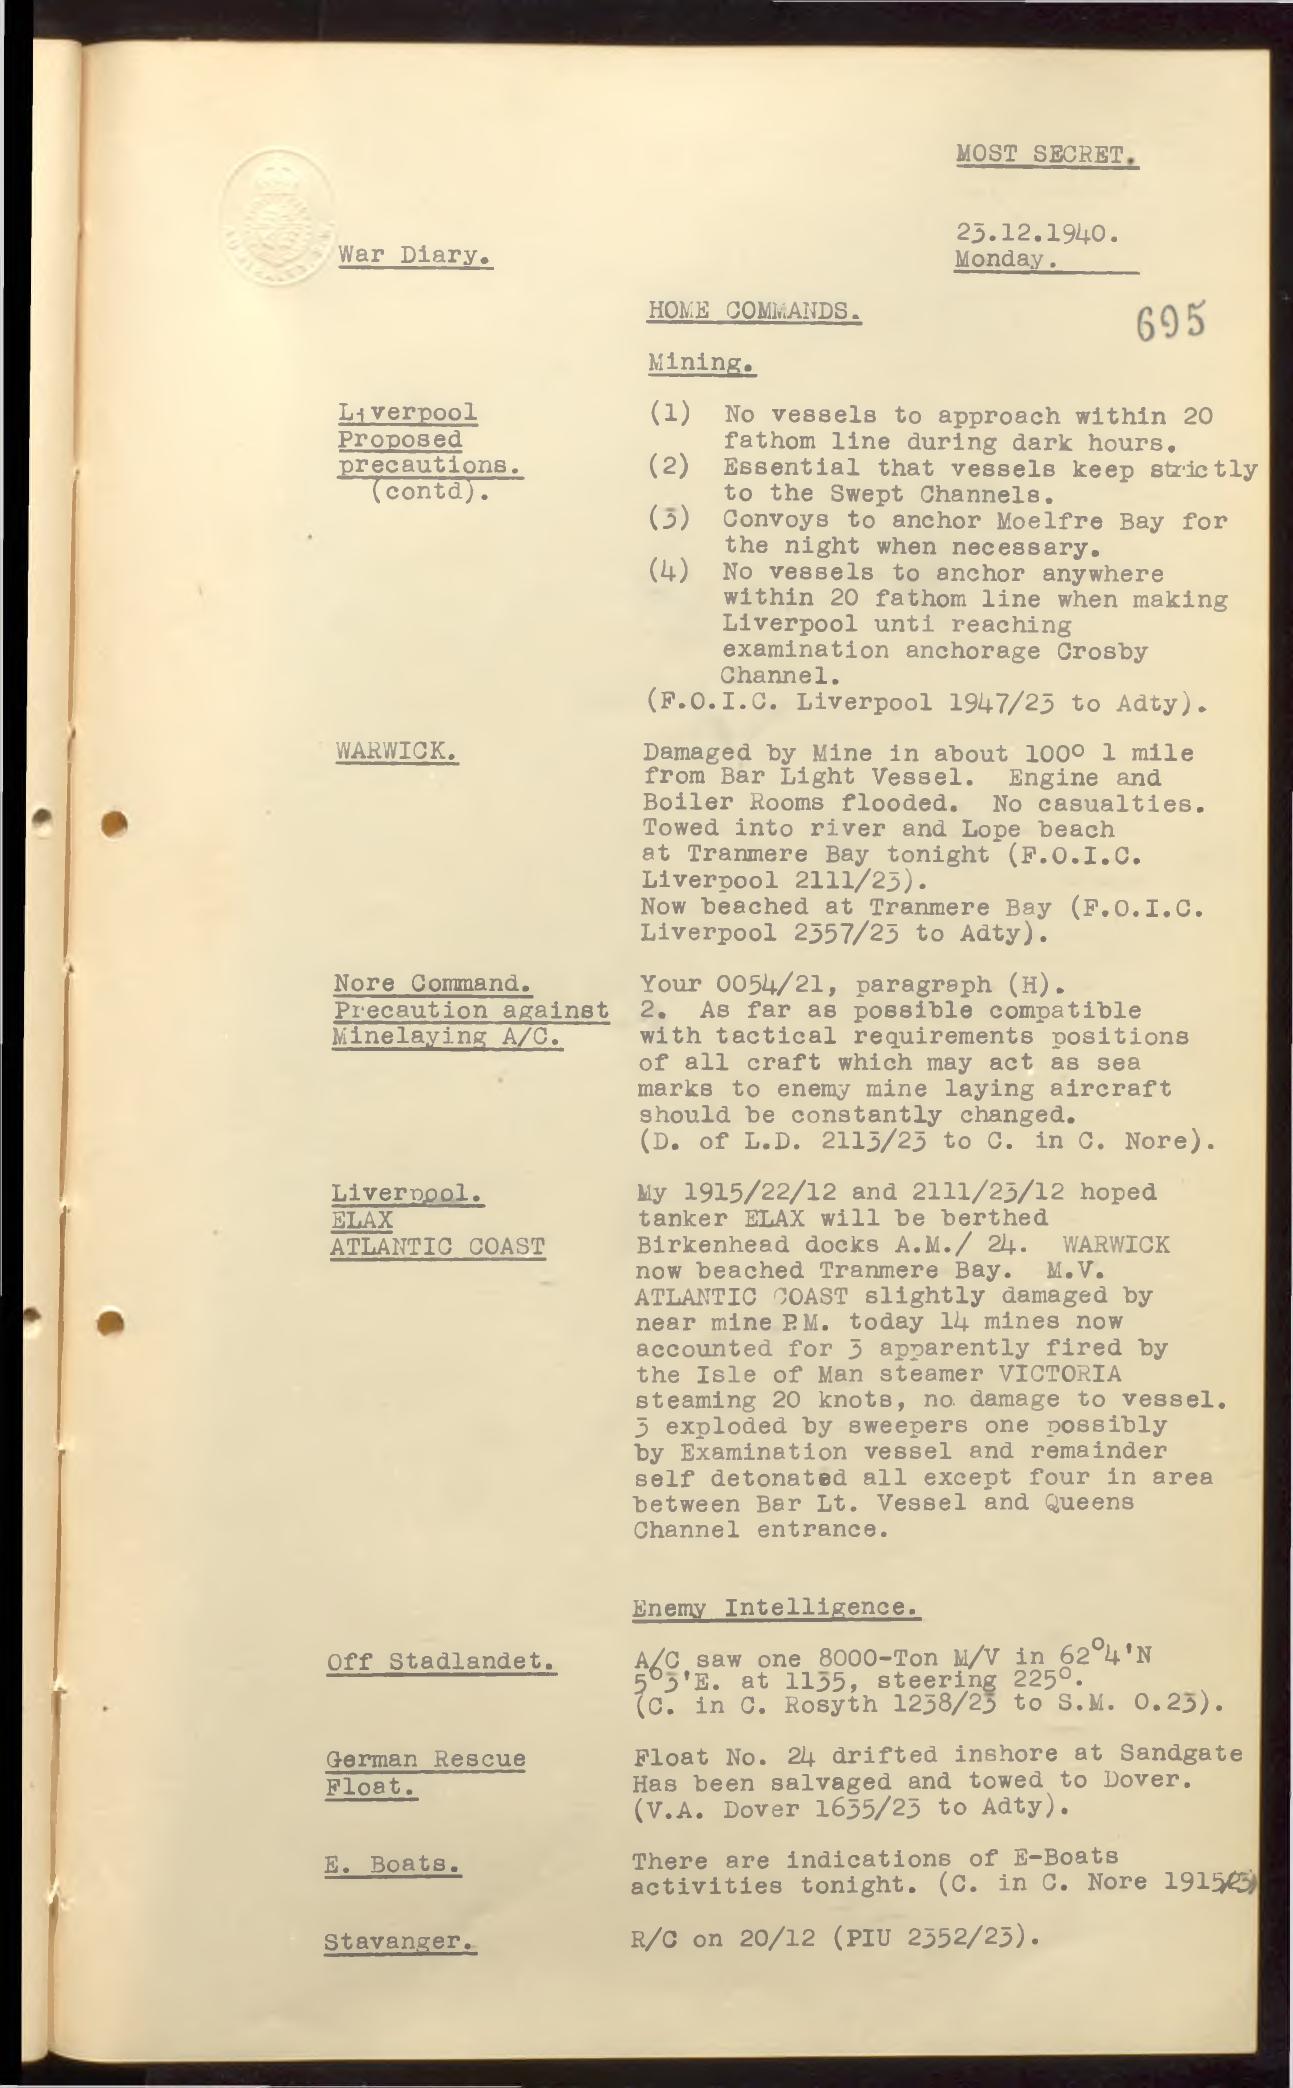 MOST SECRET.
23.12.1940.
War Diary.
Monday.
HOME COMMANDS.
695
Mining.
Liverpool
Proposed
precautions.
(contd).
(1) No vessels to approach within 20
fathom line during dark hours.
(2) Essential that vessels keep strictly
to the Swept Channels.
(3) Convoys to anchor Moelfre Bay for
the night when necessary.
(4) No vessels to anchor anywhere
within 20 fathom line when making
Liverpool unti reaching
examination anchorage Crosby
Channel.
(F.O.I.C. Liverpool 1947/23 to Adty).
WARWICK.
Damaged by Mine in about 100° 1 mile
from Bar Light Vessel. Engine and
Boiler Rooms flooded. No casualties.
Towed into river and Lope beach
at Tranmere Bay tonight (F.O.I.C.
Liverpool 2111/23).
Now beached at Tranmere Bay (F.O.I.C.
Liverpool 2357/23 to Adty).
Nore Command.
Precaution against
Minelaying A/C.
Your 0054/21, paragraph (H).
2. As far as possible compatible
with tactical requirements positions
of all craft which may act as sea
marks to enemy mine laying aircraft
should be constantly changed.
(D. of L.D. 2113/23 to C. in C. Nore).
Liverpool.
ELAX
ATLANTIC COAST
My 1915/22/12 and 2111/23/12 hoped
tanker ELAX will be berthed
Birkenhead docks A.M./ 24. WARWICK
now beached Tranmere Bay. M.V.
ATLANTIC COAST slightly damaged by
near mine P.M. today 14 mines now
accounted for 3 apparently fired by
the Isle of Man steamer VICTORIA
steaming 20 knots, no damage to vessel.
3 exploded by sweepers one possibly
by Examination vessel and remainder
self detonated all except four in area
between Bar Lt. Vessel and Queens
Channel entrance.
Enemy Intelligence.
Off Stadlandet.
A/C saw one 8000-Ton M/V in 62°4'N
5°3'E. at 1135, steering 225°.
(C. in C. Rosyth 1238/23 to S.M. 0.23).
German Rescue
Float.
Float No. 24 drifted inshore at Sandgate
Has been salvaged and towed to Dover.
(V.A. Dover 1635/23 to Adty).
E. Boats.
There are indications of E-Boats
activities tonight. (C. in C. Nore 1915/23)
Stavanger.
R/C on 20/12 (PIU 2352/23).